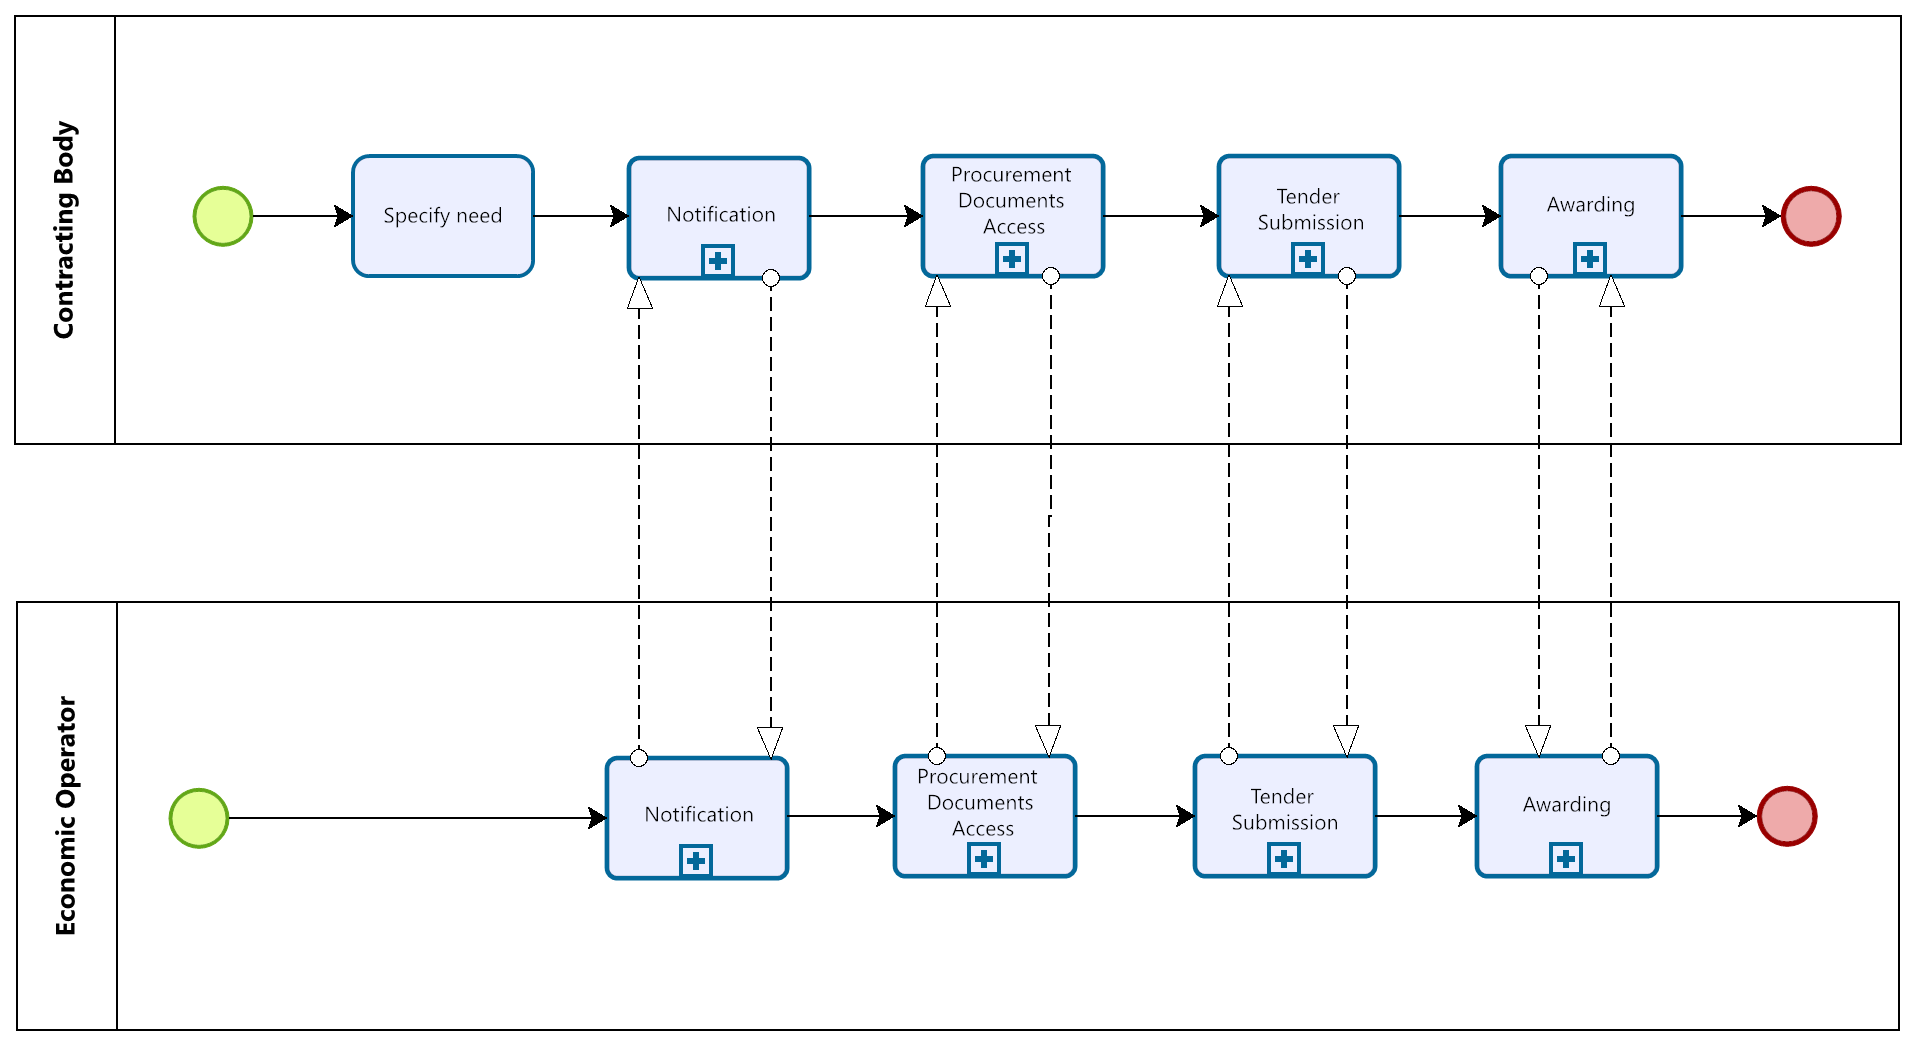 Contracting Body
Specify need
Notification
Procurement
Documents
Access
Tender
Submission
Awarding
Economic Operator
Notification
Procurement
Documents
Access
Tender
Submission
Awarding